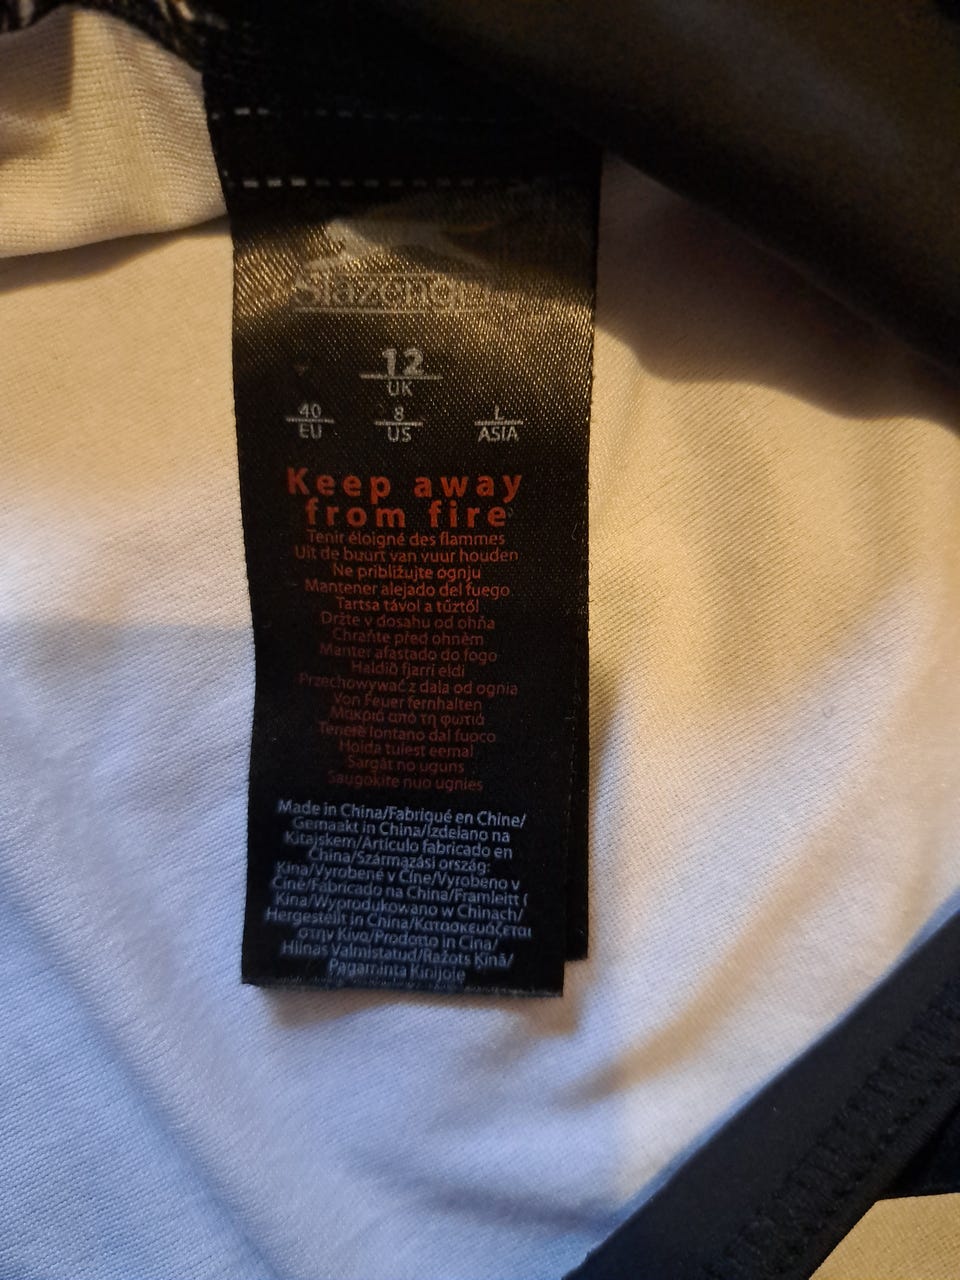 Slazenger
12
UK
40 8 L
EU US ASIA
Keep away
from fire
Tenir éloigné des flammes
Uit de buurt van vuur houden
Ne približujte ognju
Mantener alejado del fuego
Tartsa távol a tűztől
Držte v dosahu od ohňa
Chraňte před ohněm
Manter afastado do fogo
Haldið fjarri eldi
Przechowywać z dala od ognia
Von Feuer fernhalten
Μακριά από τη φωτιά
Tenere lontano dal fuoco
Hoida tulest eemal
Sargāt no uguns
Saugokite nuo ugnies
Made in China/Fabriqué en Chine/
Gemaakt in China/Izdelano na
Kitajskem/Artículo fabricado en
China/Származási ország:
Kína/Vyrobené v Číne/Vyrobeno v
Číně/Fabricado na China/Framleitt í
Kína/Wyprodukowano w Chinach/
Hergestellt in China/Κατασκευάζεται
στην Κίνα/Prodotto in Cina/
Hiinas Valmistatud/Ražots Ķīnā/
Pagaminta Kinijoje